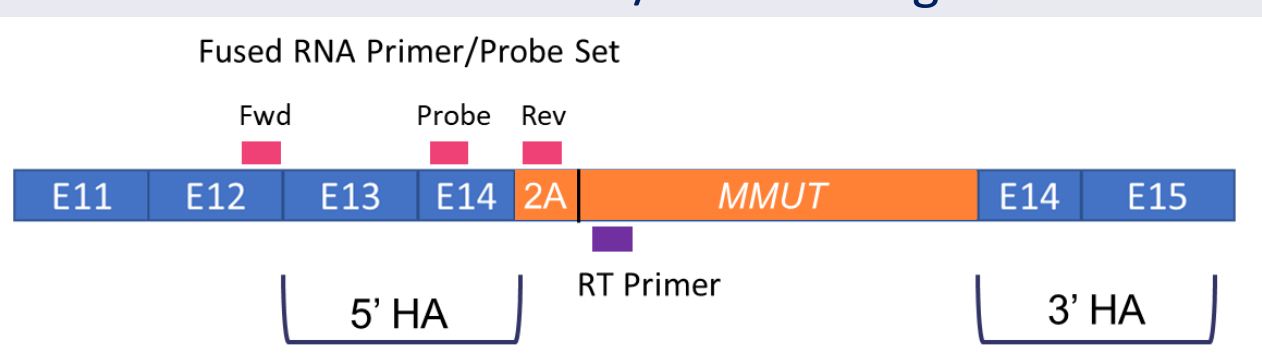 Fused RNA Primer/Probe Set
Fwd Probe Rev
E11 E12 E13 E14 2A MMUT E14 E15
RT Primer
5’ HA 3’ HA